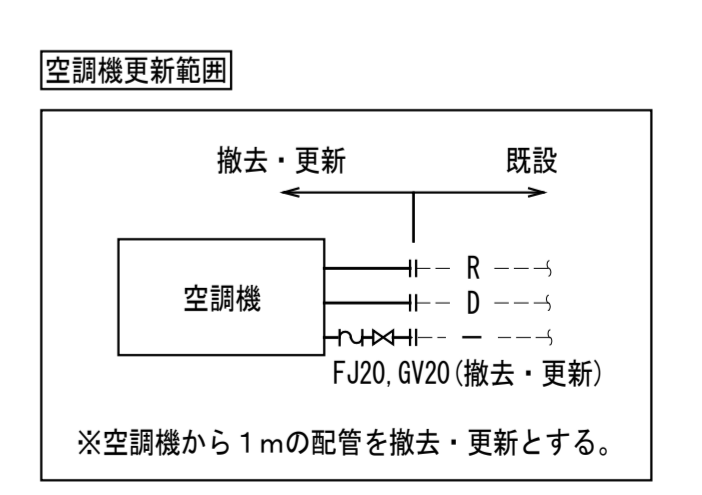 空調機更新範囲
撤去・更新 既設
空調機
R
D
FJ20,GV20(撤去・更新)
※空調機から1mの配管を撤去・更新とする。